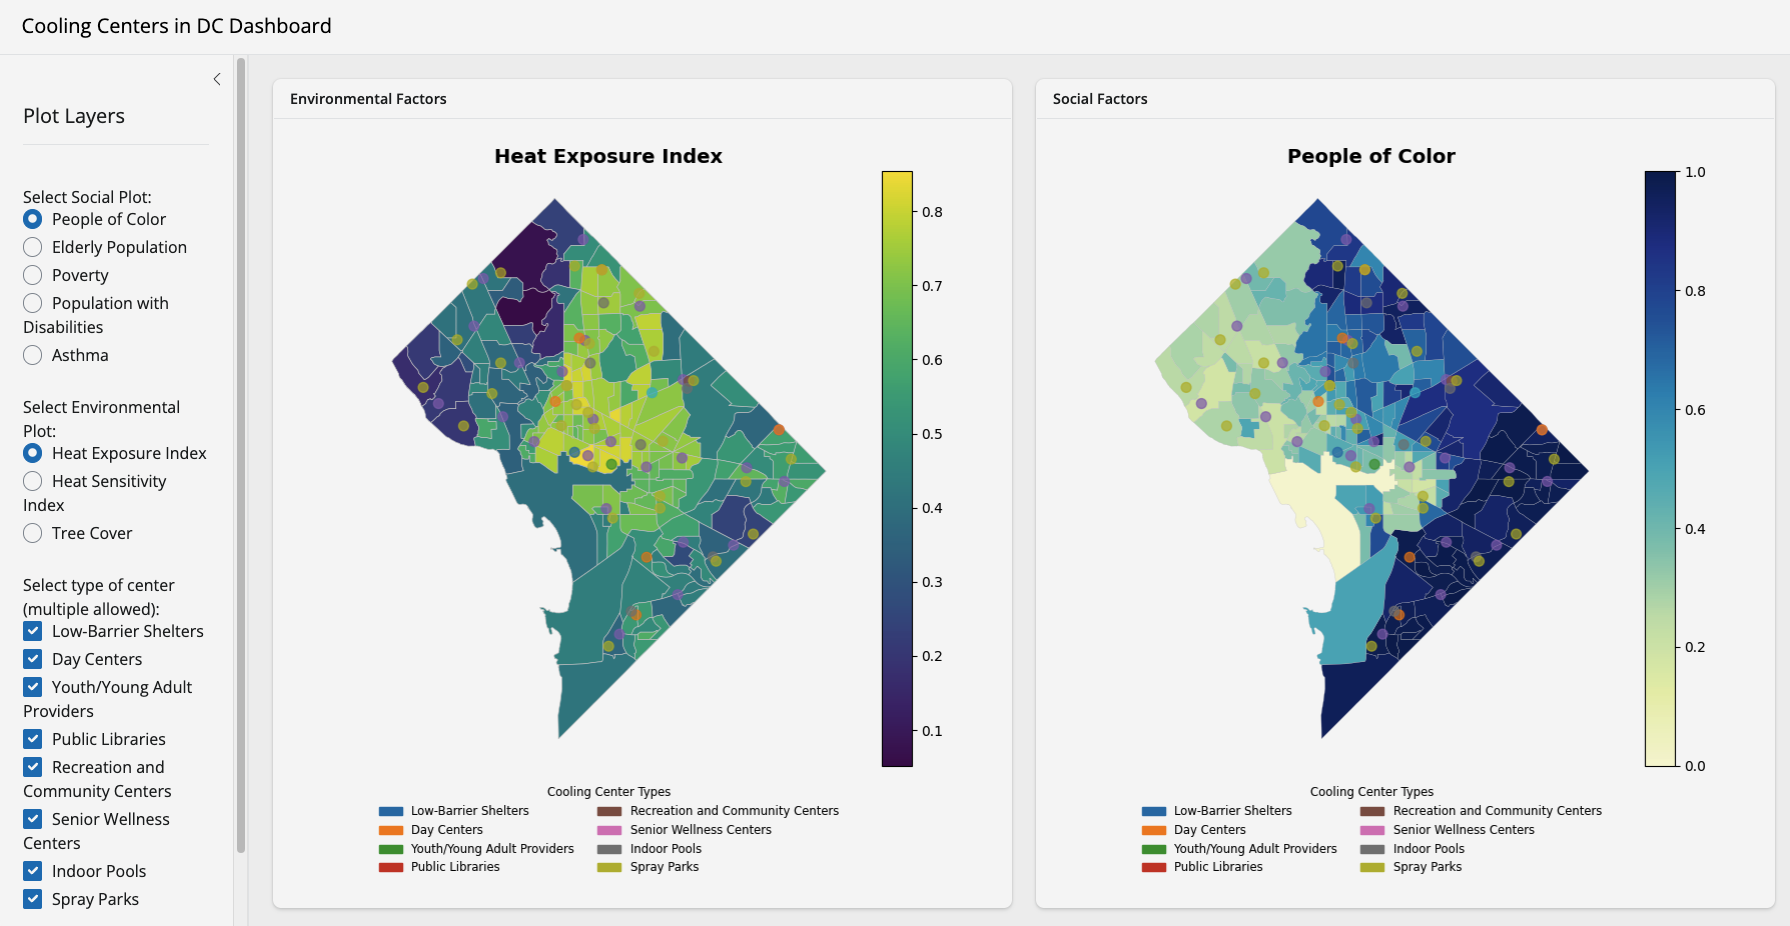 Cooling Centers in DC Dashboard
Plot Layers
Select Social Plot:
People of Color
Elderly Population
Poverty
Population with
Disabilities
Asthma
Select Environmental
Plot:
Heat Exposure Index
Heat Sensitivity
Index
Tree Cover
Select type of center
(multiple allowed):
Low-Barrier Shelters
Day Centers
Youth/Young Adult
Providers
Public Libraries
Recreation and
Community Centers
Senior Wellness
Centers
Indoor Pools
Spray Parks
Environmental Factors
Heat Exposure Index
0.8
0.7
0.6
0.5
0.4
0.3
0.2
0.1
Cooling Center Types
Low-Barrier Shelters
Day Centers
Youth/Young Adult Providers
Public Libraries
Recreation and Community Centers
Senior Wellness Centers
Indoor Pools
Spray Parks
Social Factors
People of Color
1.0
0.8
0.6
0.4
0.2
0.0
Cooling Center Types
Low-Barrier Shelters
Day Centers
Youth/Young Adult Providers
Public Libraries
Recreation and Community Centers
Senior Wellness Centers
Indoor Pools
Spray Parks